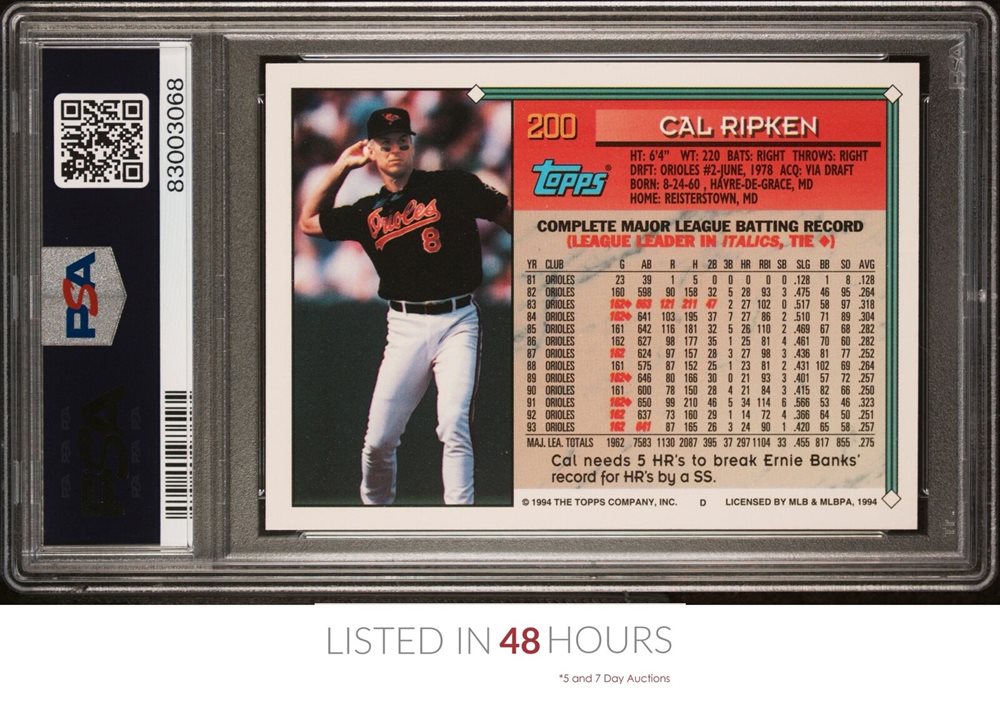 83003068
PSA
200
CAL RIPKEN
Topps®
HT: 6'4" WT: 220 BATS: RIGHT THROWS: RIGHT
DRFT: ORIOLES #2-JUNE, 1978 ACQ: VIA DRAFT
BORN: 8-24-60 , HAVRE-DE-GRACE, MD
HOME: REISTERSTOWN, MD
Orioles
8
COMPLETE MAJOR LEAGUE BATTING RECORD
(LEAGUE LEADER IN ITALICS, TIE ♦)
YR CLUB G AB R H 2B 3B HR RBI SB SLG BB SO AVG
81 ORIOLES 23 39 1 5 0 0 0 0 0 .128 1 8 .128
82 ORIOLES 160 598 90 158 32 5 28 93 3 .475 46 95 .264
83 ORIOLES 162♦ 663 121 211 47 2 27 102 0 .517 58 97 .318
84 ORIOLES 162♦ 641 103 195 37 7 27 86 2 .510 71 89 .304
85 ORIOLES 161 642 116 181 32 5 26 110 2 .469 67 68 .282
86 ORIOLES 162 627 98 177 35 1 25 81 4 .461 70 60 .282
87 ORIOLES 162 624 97 157 28 3 27 98 3 .436 81 77 .252
88 ORIOLES 161 575 87 152 25 1 23 81 2 .431 102 69 .264
89 ORIOLES 162♦ 646 80 166 30 0 21 93 3 .401 57 72 .257
90 ORIOLES 161 600 78 150 28 4 21 84 3 .415 82 66 .250
91 ORIOLES 162♦ 650 99 210 46 5 34 114 6 .566 53 46 .323
92 ORIOLES 162 637 73 160 29 1 14 72 4 .366 64 50 .251
93 ORIOLES 162 641 87 165 26 3 24 90 1 .420 65 58 .257
MAJ. LEA. TOTALS 1962 7583 1130 2087 395 37 297 1104 33 .455 817 855 .275
Cal needs 5 HR's to break Ernie Banks'
record for HR's by a SS.
© 1994 THE TOPPS COMPANY, INC. D LICENSED BY MLB & MLBPA, 1994
LISTED IN 48 HOURS
*5 and 7 Day Auctions